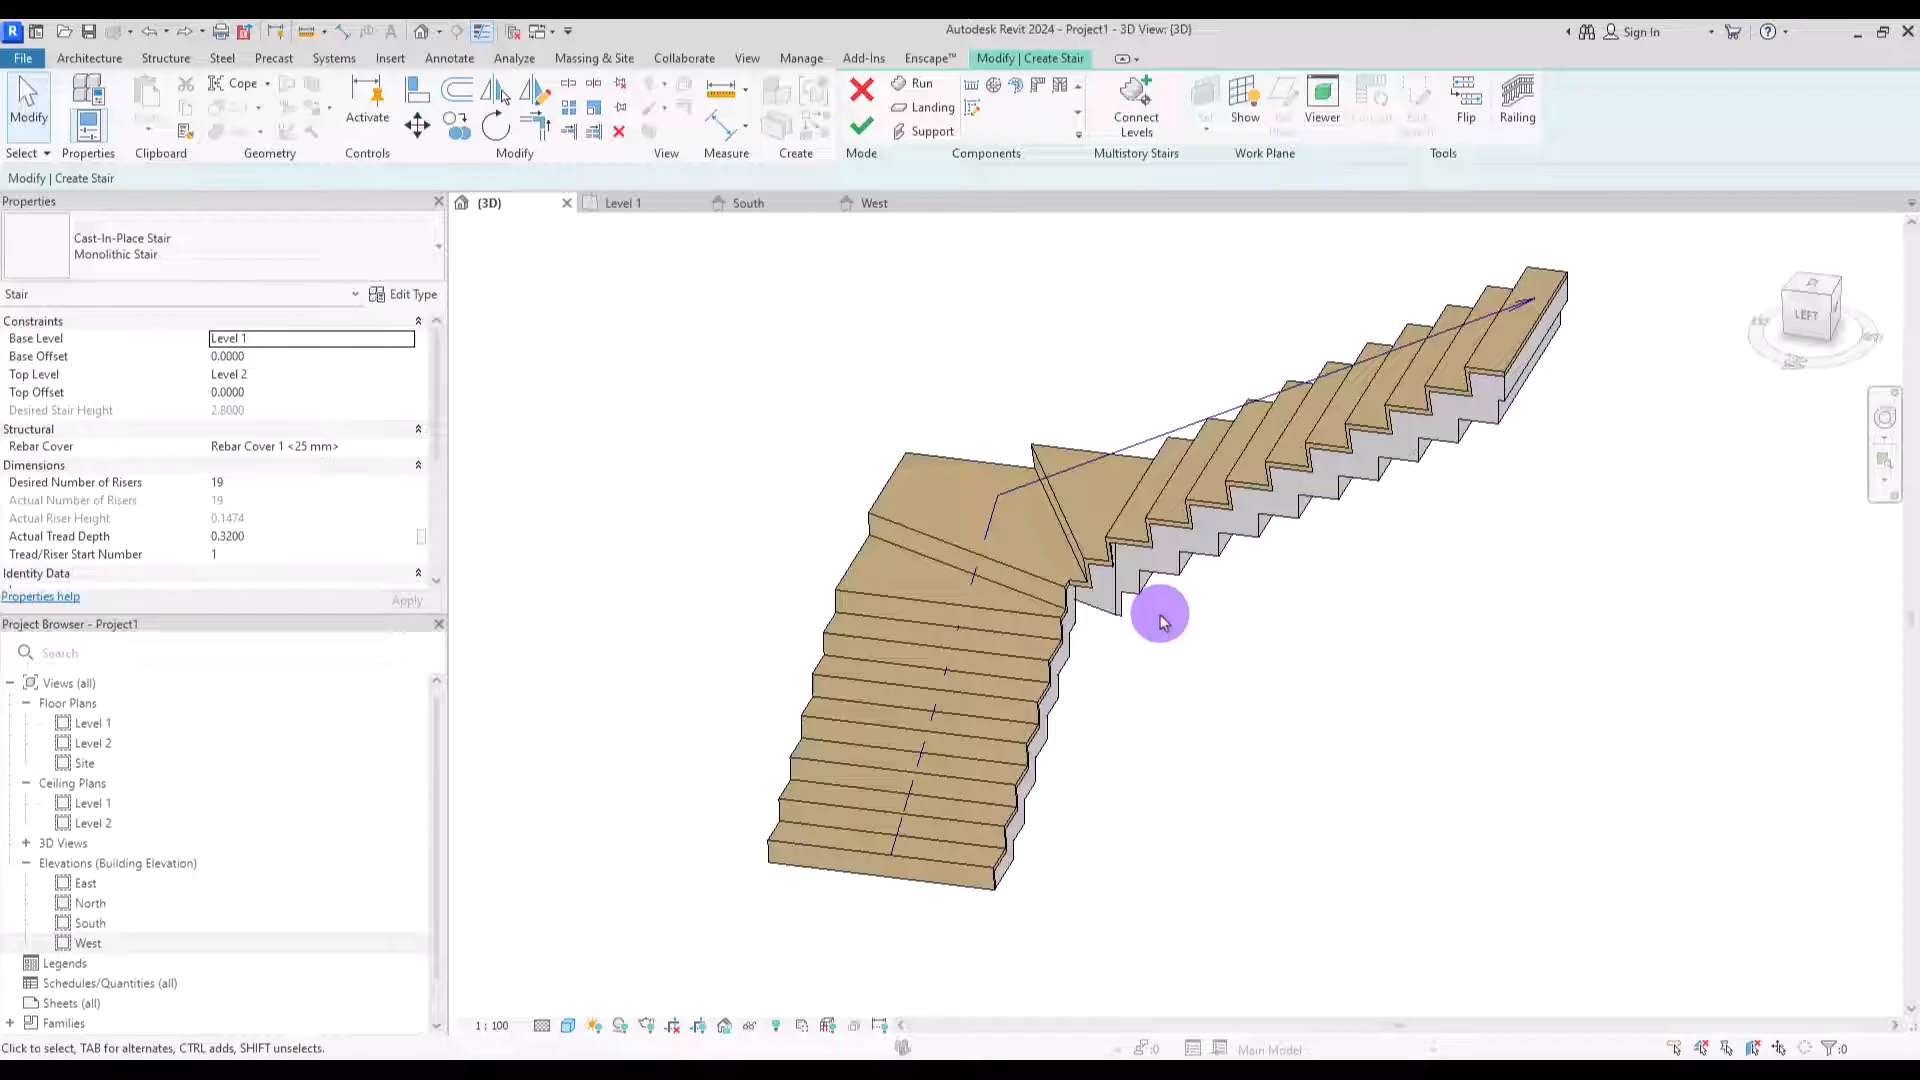 Autodesk Revit 2024 - Project1 - 3D View: {3D}
Sign In
File Architecture Structure Steel Precast Systems Insert Annotate Analyze Massing & Site Collaborate View Manage Add-Ins Enscape™ Modify | Create Stair
Modify
Cope
Activate
Run
Landing
Support
Connect
Levels
Show
Viewer
Flip
Railing
Select Properties Clipboard Geometry Controls Modify View Measure Create Mode Components Multistory Stairs Work Plane Tools
Modify | Create Stair
Properties
{3D}
Level 1
South
West
Cast-In-Place Stair
Monolithic Stair
Stair
Edit Type
Constraints
Base Level Level 1
Base Offset 0.0000
Top Level Level 2
Top Offset 0.0000
Desired Stair Height 2.8000
Structural
Rebar Cover Rebar Cover 1 <25 mm>
Dimensions
Desired Number of Risers 19
Actual Number of Risers 19
Actual Riser Height 0.1474
Actual Tread Depth 0.3200
Tread/Riser Start Number 1
Identity Data
Properties help
Apply
Project Browser - Project1
Search
Views (all)
Floor Plans
Level 1
Level 2
Site
Ceiling Plans
Level 1
Level 2
3D Views
Elevations (Building Elevation)
East
North
South
West
Legends
Schedules/Quantities (all)
Sheets (all)
Families
LEFT
1 : 100
Click to select, TAB for alternates, CTRL adds, SHIFT unselects.
:0
Main Model
:0